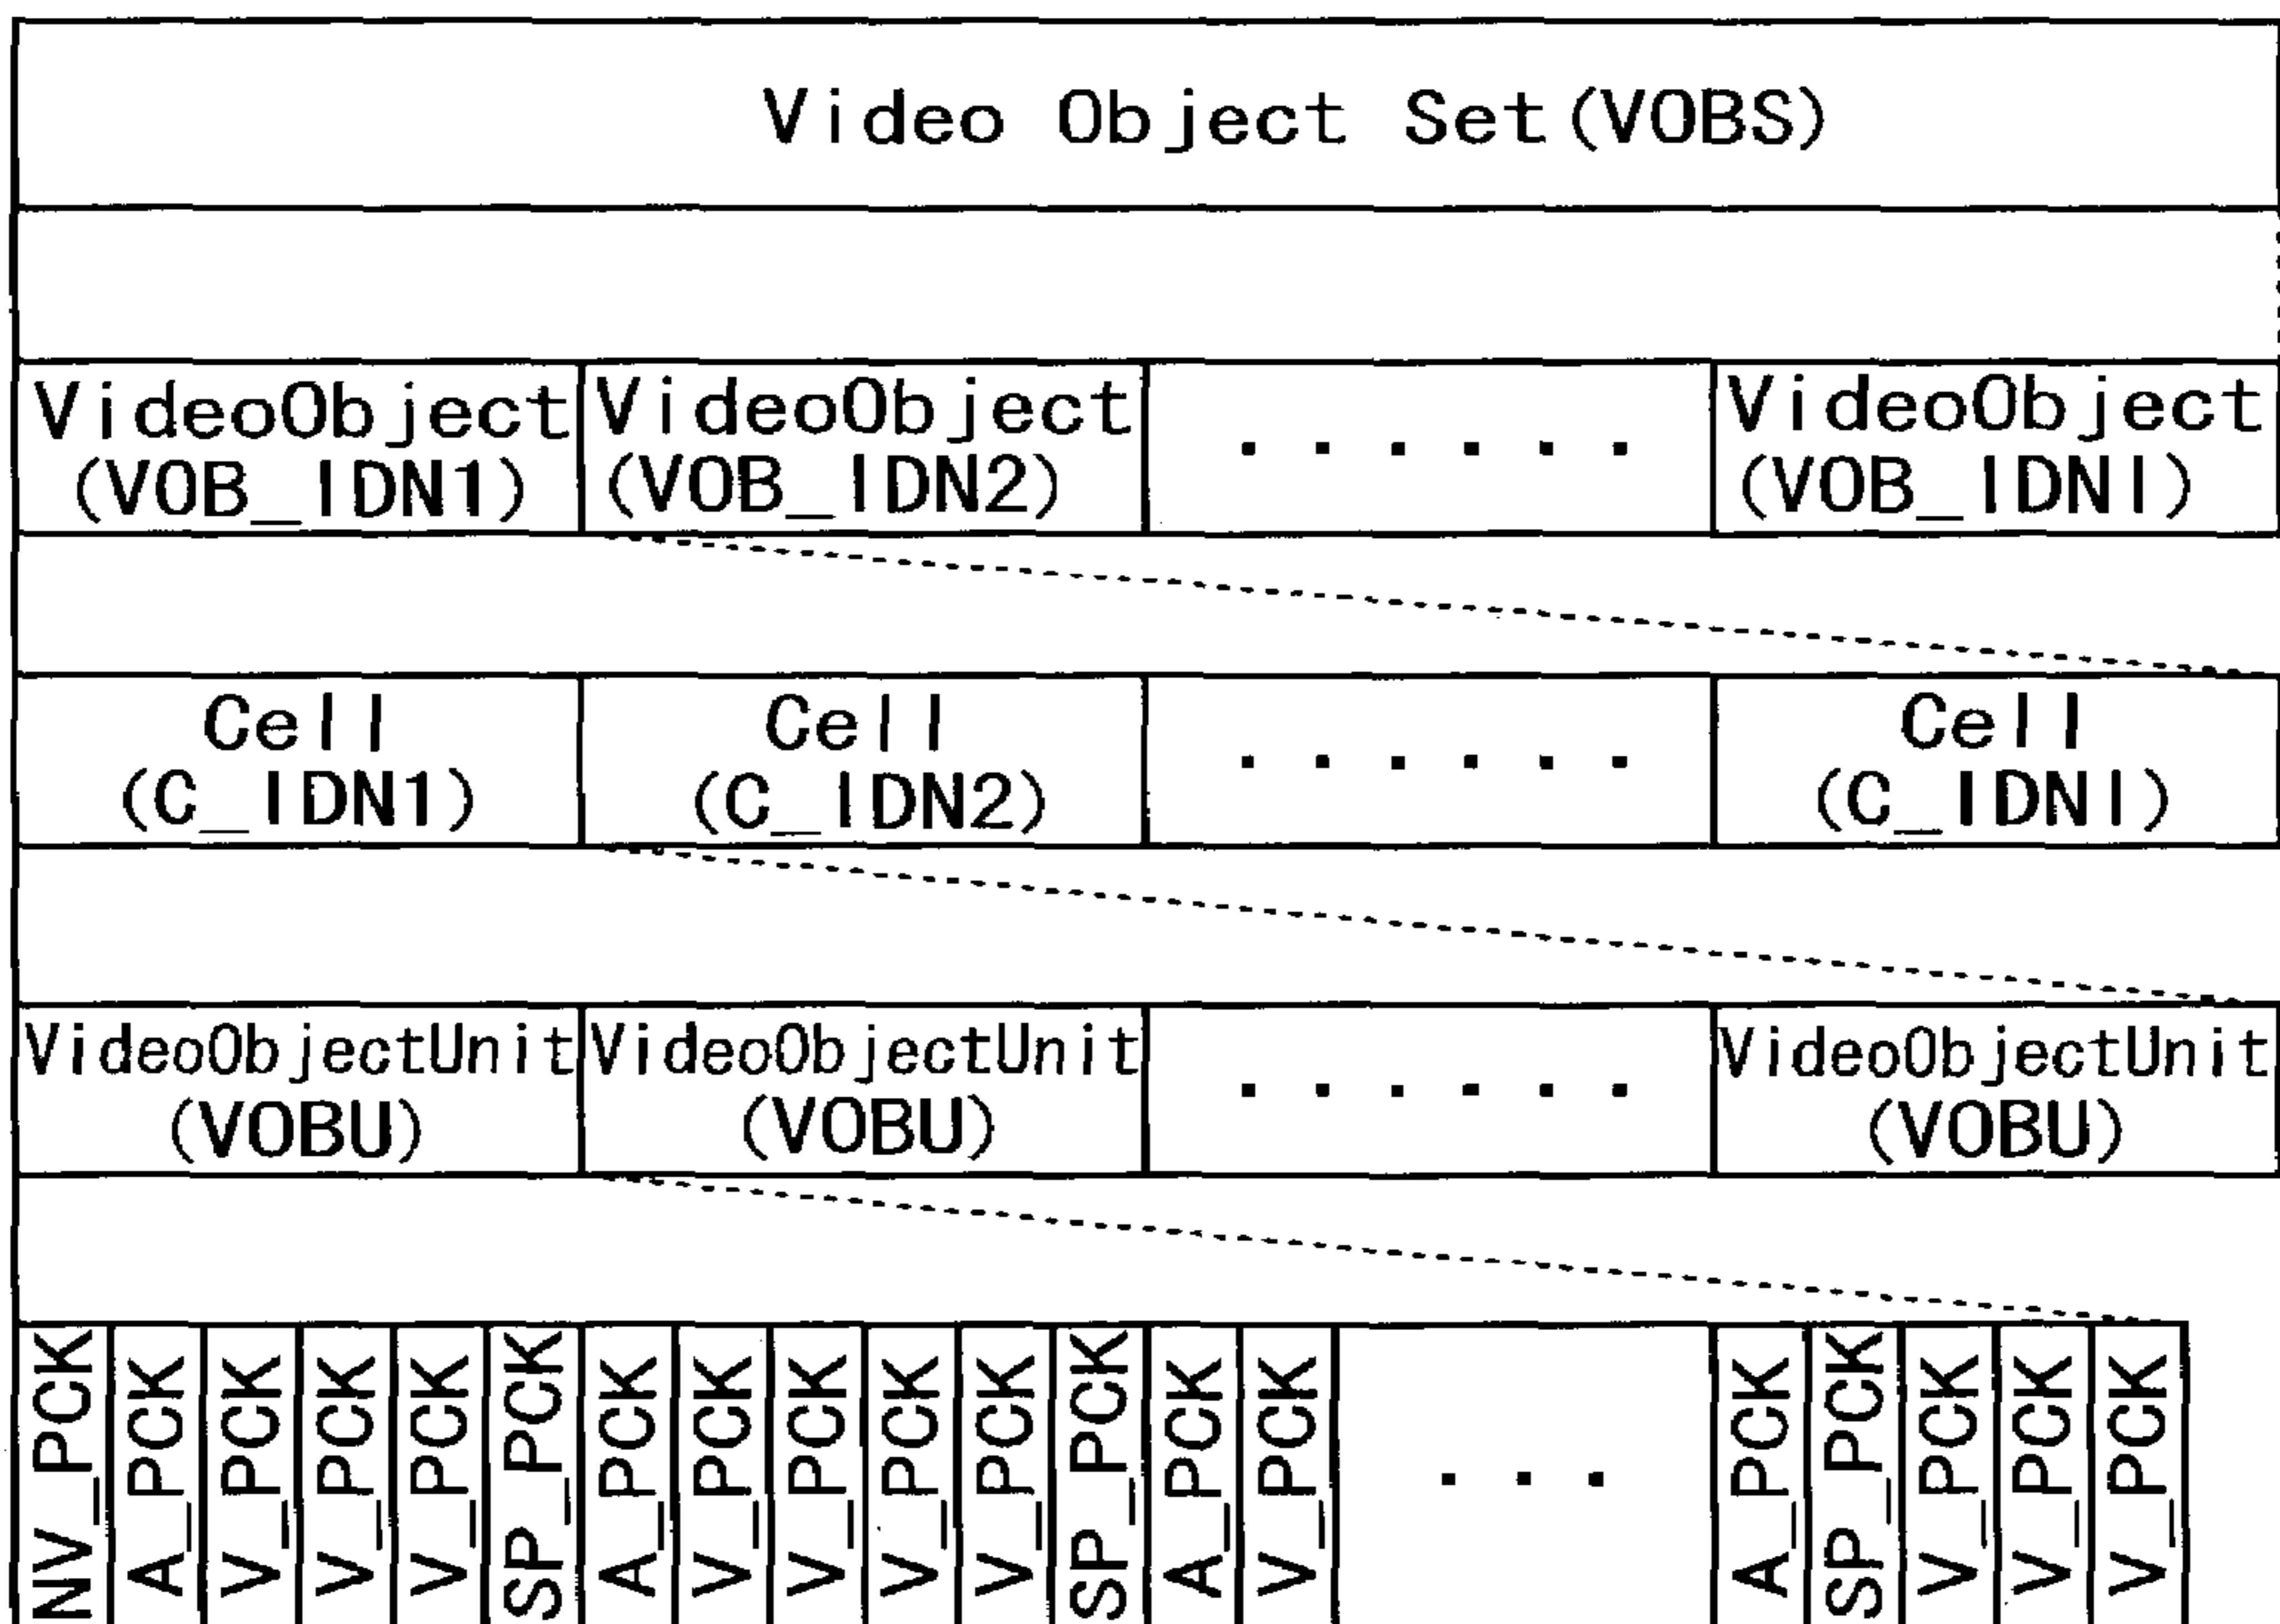 Video Object Set(VOBS)
VideoObject
(VOB_IDN1)
VideoObject
(VOB_IDN2)
......
VideoObject
(VOB_IDNI)
Cell
(C_IDN1)
Cell
(C_IDN2)
......
Cell
(C_IDNI)
VideoObjectUnit
(VOBU)
VideoObjectUnit
(VOBU)
......
VideoObjectUnit
(VOBU)
NV_PCK
A_PCK
V_PCK
V_PCK
V_PCK
SP_PCK
A_PCK
V_PCK
V_PCK
V_PCK
V_PCK
SP_PCK
A_PCK
V_PCK
...
A_PCK
SP_PCK
V_PCK
V_PCK
V_PCK